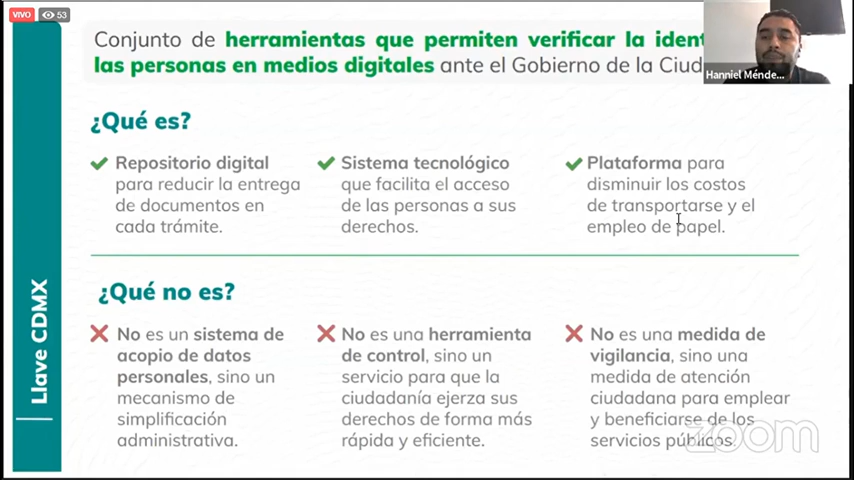 VIVO 53
Conjunto de herramientas que permiten verificar la
las personas en medios digitales ante el Gobierno de la
Hanniel Ménde...
¿Qué es?
Repositorio digital
para reducir la entrega
de documentos en
cada trámite.
Sistema tecnológico
que facilita el acceso
de las personas a sus
derechos.
Plataforma para
disminuir los costos
de transportarse y el
empleo de papel.
¿Qué no es?
No es un sistema de
acopio de datos
personales, sino un
mecanismo de
simplificación
administrativa.
No es una herramienta
de control, sino un
servicio para que la
ciudadanía ejerza sus
derechos de forma más
rápida y eficiente.
No es una medida de
vigilancia, sino una
medida de atención
ciudadana para emplear
y beneficiarse de los
servicios públicos.
Llave CDMX
zoom